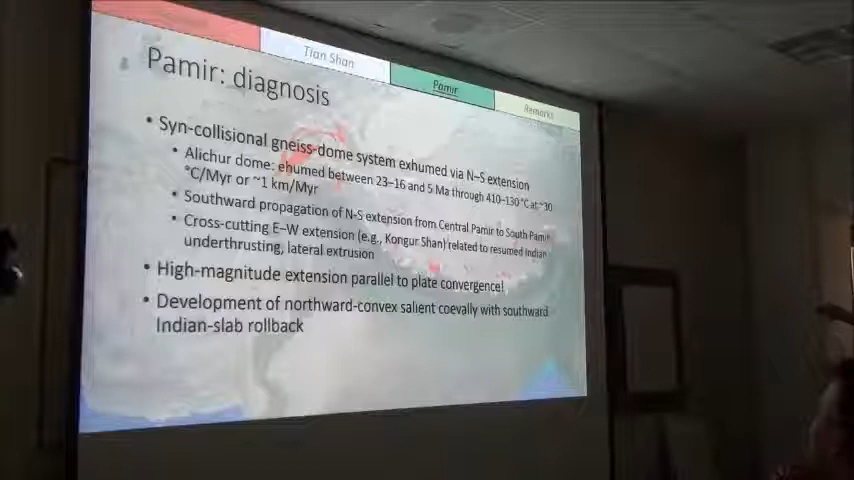 Tian Shan
Pamir
Remarks
Pamir: diagnosis
• Syn-collisional gneiss-dome system exhumed via N–S extension
• Alichur dome: ehumed between 23–16 and 5 Ma through 410–130 °C at ~30
°C/Myr or ~1 km/Myr
• Southward propagation of N-S extension from Central Pamir to South Pamir
• Cross-cutting E–W extension (e.g., Kongur Shan) related to resumed Indian
underthrusting, lateral extrusion
• High-magnitude extension parallel to plate convergence!
• Development of northward-convex salient coevally with southward
Indian-slab rollback